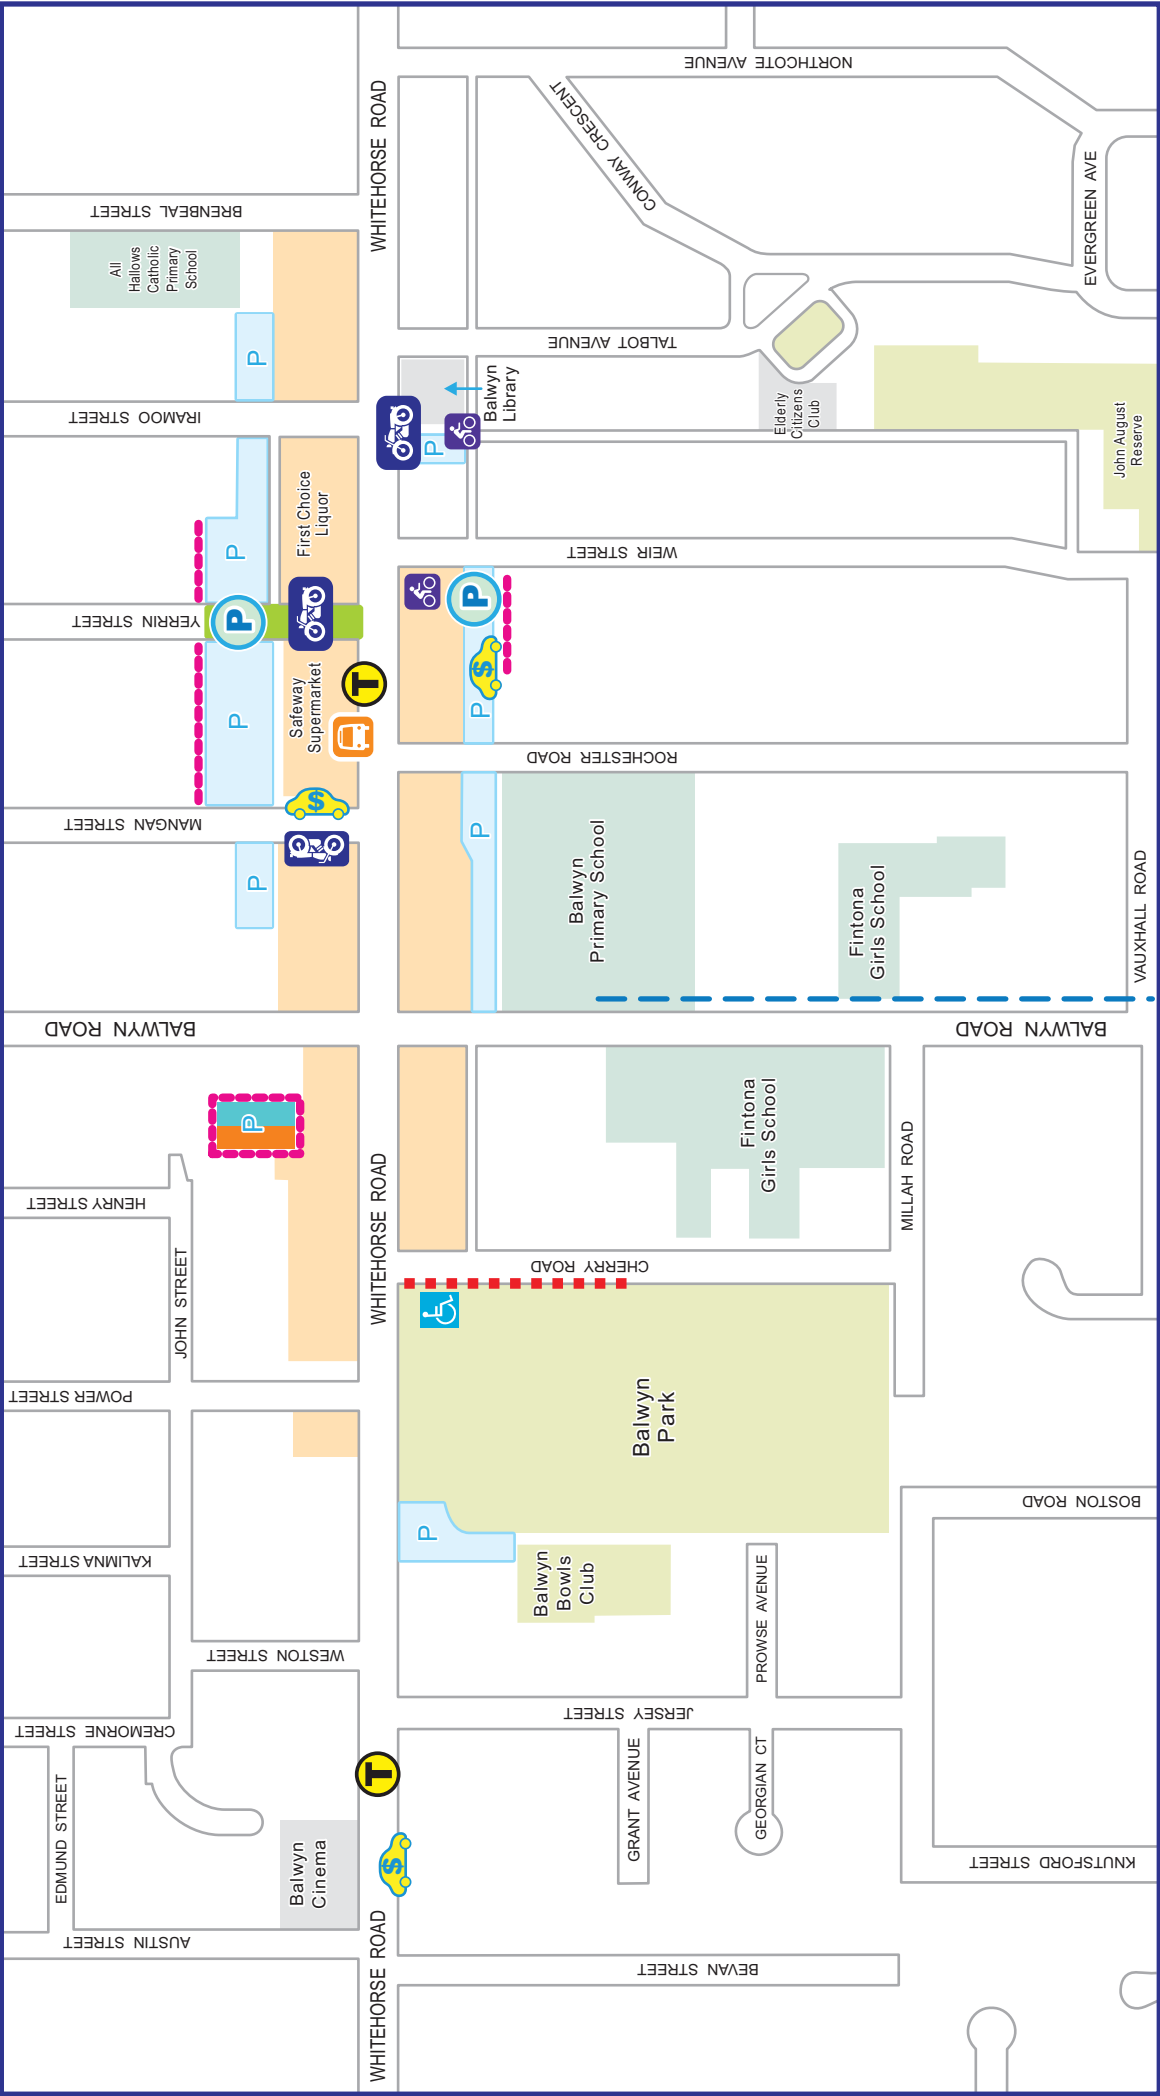 NORTHCOTE AVENUE
WHITEHORSE ROAD
CONWAY CRESCENT
BRENBEAL STREET
EVERGREEN AVE
All
Hallows
Catholic
Primary
School
P
TALBOT AVENUE
IRAMOO STREET
Balwyn
Library
P
Elderly
Citizens
Club
John August
Reserve
First Choice
Liquor
P
WEIR STREET
YERRIN STREET
P
P
Safeway
Supermarket
T
$
P
P
ROCHESTER ROAD
MANGAN STREET
$
P
P
Balwyn
Primary School
Fintona
Girls School
VAUXHALL ROAD
BALWYN ROAD
BALWYN ROAD
P
Fintona
Girls School
MILLAH ROAD
HENRY STREET
WHITEHORSE ROAD
JOHN STREET
CHERRY ROAD
POWER STREET
Balwyn
Park
BOSTON ROAD
P
KALIMNA STREET
Balwyn
Bowls
Club
PROWSE AVENUE
WESTON STREET
JERSEY STREET
CREMORNE STREET
T
GRANT AVENUE
GEORGIAN CT
EDMUND STREET
Balwyn
Cinema
$
KNUTSFORD STREET
AUSTIN STREET
WHITEHORSE ROAD
BEVAN STREET